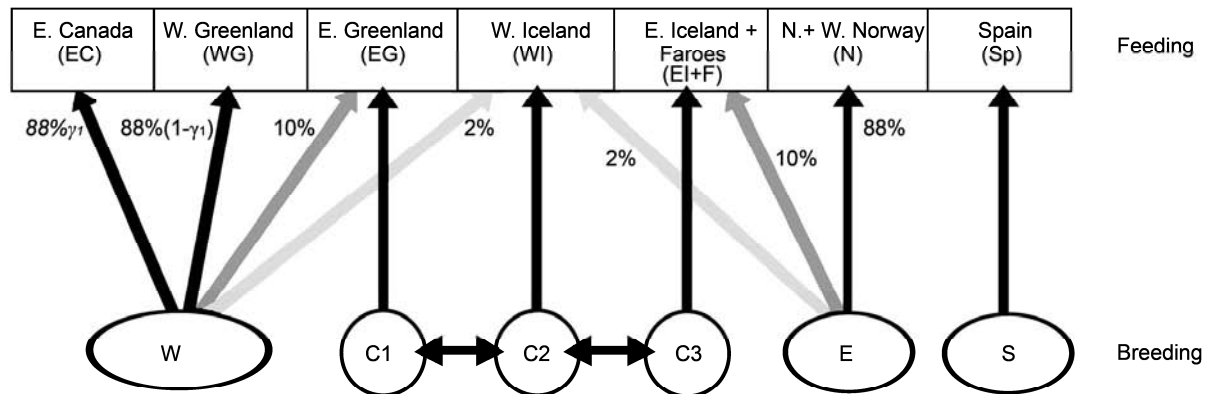 E. Canada
(EC)
W. Greenland
(WG)
E. Greenland
(EG)
W. Iceland
(WI)
E. Iceland +
Faroes
(EI+F)
N.+ W. Norway
(N)
Spain
(Sp)
Feeding
88%γ1
88%(1-γ1)
10%
2%
2%
10%
88%
W
C1
C2
C3
E
S
Breeding